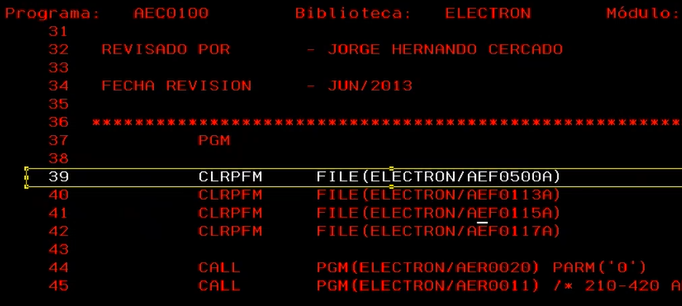 Programa: AEC0100 Biblioteca: ELECTRON Módulo:
31
32 REVISADO POR - JORGE HERNANDO CERCADO
33
34 FECHA REVISION - JUN/2013
35
36 *******************************************************
37 PGM
38
39 CLRPFM FILE(ELECTRON/AEF0500A)
40 CLRPFM FILE(ELECTRON/AEF0113A)
41 CLRPFM FILE(ELECTRON/AEF0115A)
42 CLRPFM FILE(ELECTRON/AEF0117A)
43
44 CALL PGM(ELECTRON/AER0020) PARM('0')
45 CALL PGM(ELECTRON/AER0011) /* 210-420 A